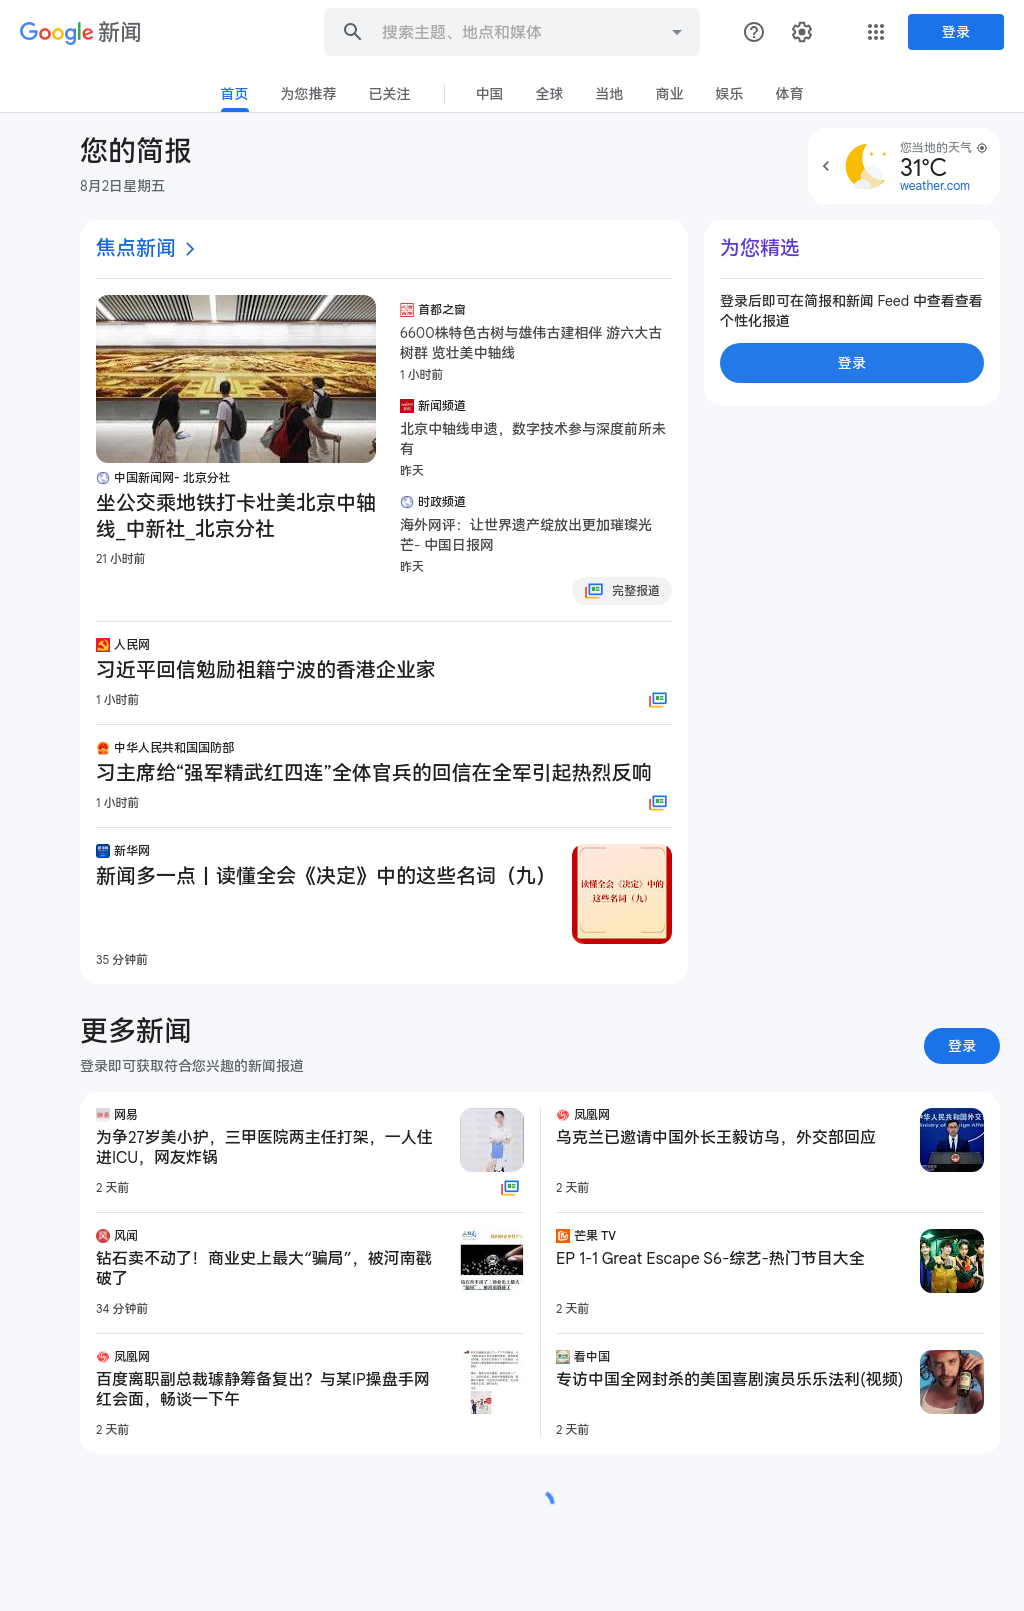 Google 新闻
搜索主题、地点和媒体
登录
首页
为您推荐
已关注
中国
全球
当地
商业
娱乐
体育
您的简报
8月2日星期五
您当地的天气
31°C
weather.com
焦点新闻
中国新闻网- 北京分社
坐公交乘地铁打卡壮美北京中轴
线_中新社_北京分社
21 小时前
首都之窗
6600株特色古树与雄伟古建相伴 游六大古
树群 览壮美中轴线
1 小时前
新闻频道
北京中轴线申遗，数字技术参与深度前所未
有
昨天
时政频道
海外网评：让世界遗产绽放出更加璀璨光
芒- 中国日报网
昨天
完整报道
人民网
习近平回信勉励祖籍宁波的香港企业家
1 小时前
中华人民共和国国防部
习主席给“强军精武红四连”全体官兵的回信在全军引起热烈反响
1 小时前
新华网
新闻多一点丨读懂全会《决定》中的这些名词（九）
读懂全会《决定》中的
这些名词（九）
35 分钟前
为您精选
登录后即可在简报和新闻 Feed 中查看查看
个性化报道
登录
更多新闻
登录即可获取符合您兴趣的新闻报道
登录
网易
为争27岁美小护，三甲医院两主任打架，一人住
进ICU，网友炸锅
2 天前
凤凰网
乌克兰已邀请中国外长王毅访乌，外交部回应
2 天前
风闻
钻石卖不动了！商业史上最大“骗局”，被河南戳
破了
34 分钟前
芒果 TV
EP 1-1 Great Escape S6-综艺-热门节目大全
2 天前
凤凰网
百度离职副总裁璩静筹备复出？与某IP操盘手网
红会面，畅谈一下午
2 天前
看中国
专访中国全网封杀的美国喜剧演员乐乐法利(视频)
2 天前